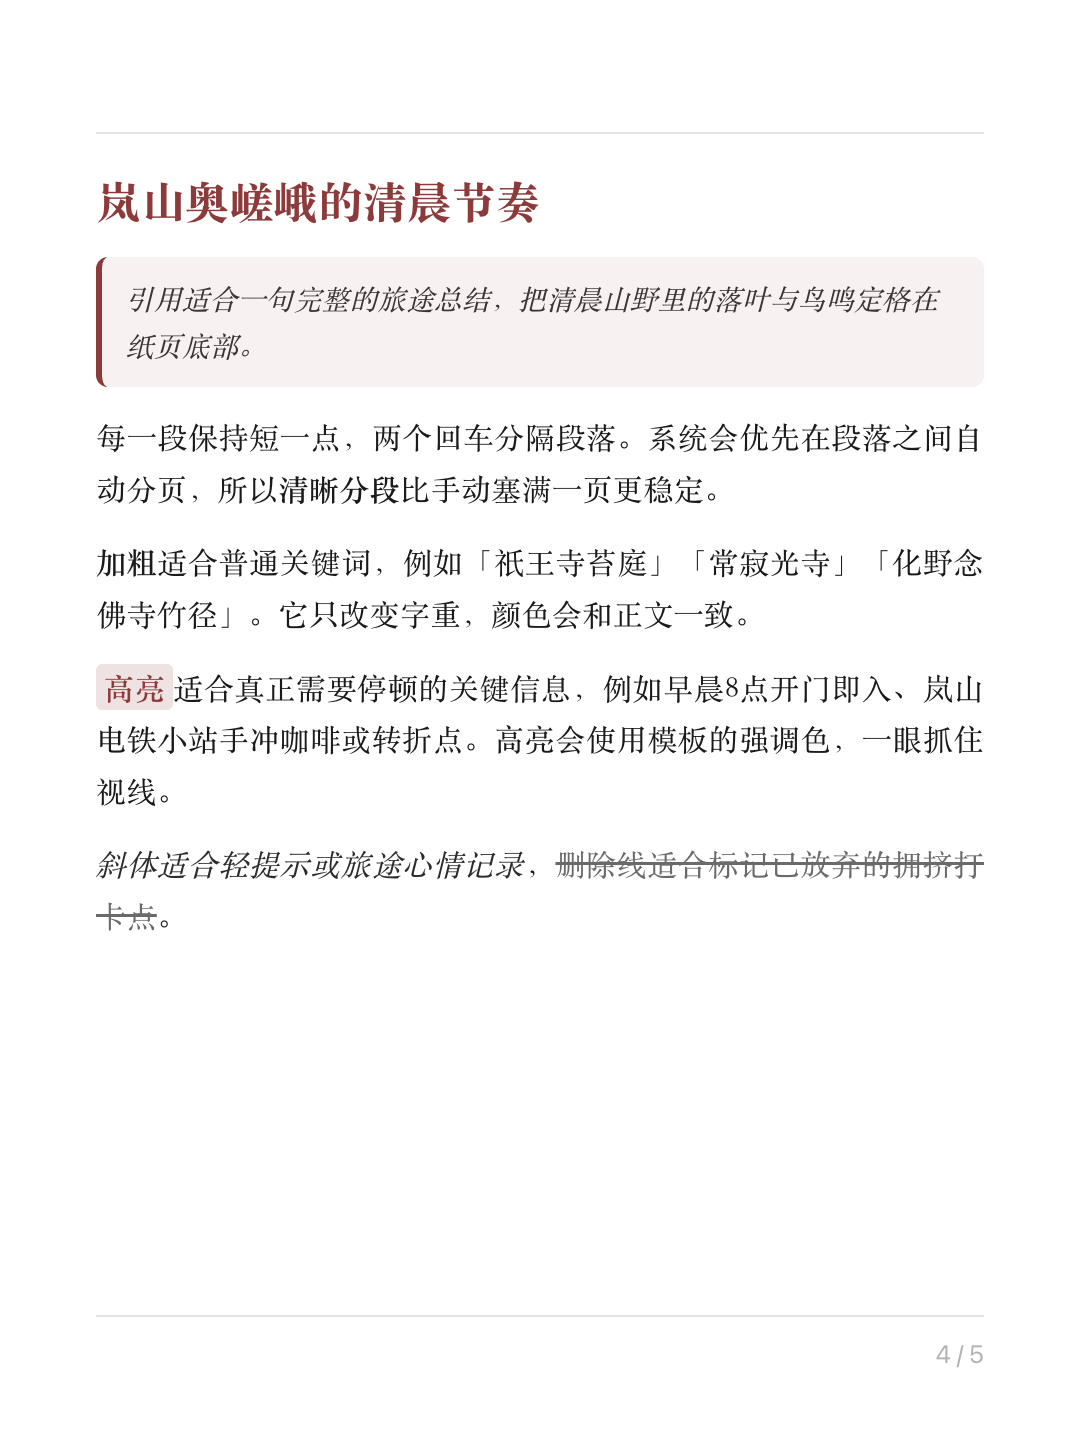 岚山奥嵯峨的清晨节奏
引用适合一句完整的旅途总结，把清晨山野里的落叶与鸟鸣定格在
纸页底部。
每一段保持短一点，两个回车分隔段落。系统会优先在段落之间自
动分页，所以清晰分段比手动塞满一页更稳定。
加粗适合普通关键词，例如「祇王寺苔庭」「常寂光寺」「化野念
佛寺竹径」。它只改变字重，颜色会和正文一致。
高亮适合真正需要停顿的关键信息，例如早晨8点开门即入、岚山
电铁小站手冲咖啡或转折点。高亮会使用模板的强调色，一眼抓住
视线。
斜体适合轻提示或旅途心情记录，删除线适合标记已放弃的拥挤打
卡点。
4 / 5